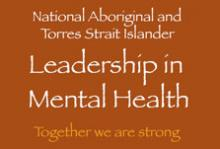 National Aboriginal and
Torres Strait Islander
Leadership in
Mental Health
Together we are strong